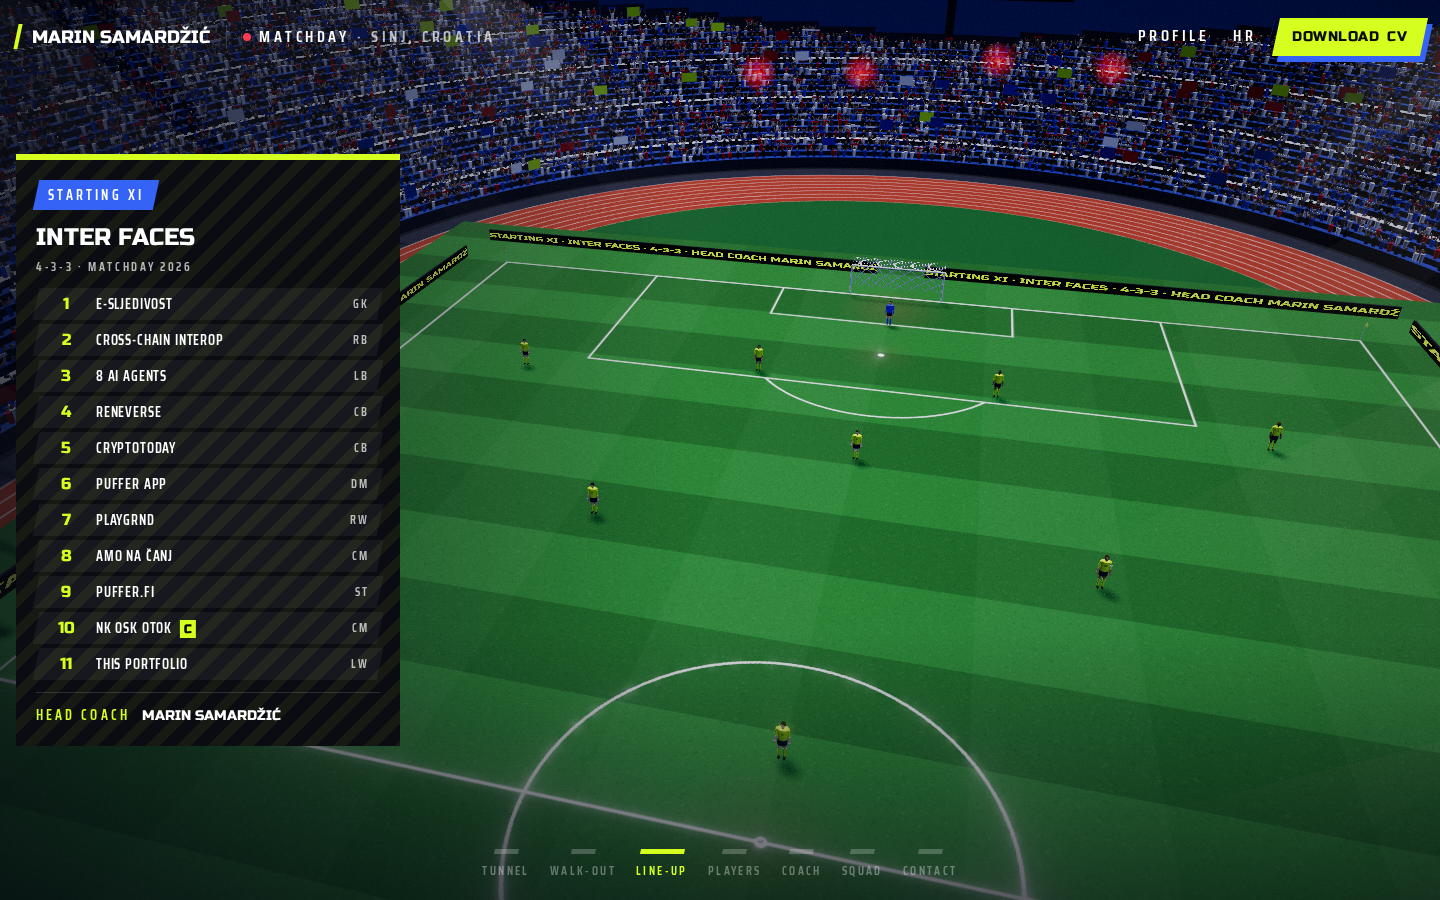 MARIN SAMARDŽIĆ
MATCHDAY · SINJ, CROATIA
PROFILE
HR
DOWNLOAD CV
STARTING XI
INTER FACES
4-3-3 · MATCHDAY 2026
1 E-SLJEDIVOST GK
2 CROSS-CHAIN INTEROP RB
3 8 AI AGENTS LB
4 RENEVERSE CB
5 CRYPTOTODAY CB
6 PUFFER APP DM
7 PLAYGRND RW
8 AMO NA ČANJ CM
9 PUFFER.FI ST
10 NK OSK OTOK C CM
11 THIS PORTFOLIO LW
HEAD COACH MARIN SAMARDŽIĆ
STARTING XI · INTER FACES · 4-3-3 · HEAD COACH MARIN
STARTING XI · INTER FACES · 4-3-3 · HEAD COACH MARIN SAMARDŽ
TUNNEL
WALK-OUT
LINE-UP
PLAYERS
COACH
SQUAD
CONTACT